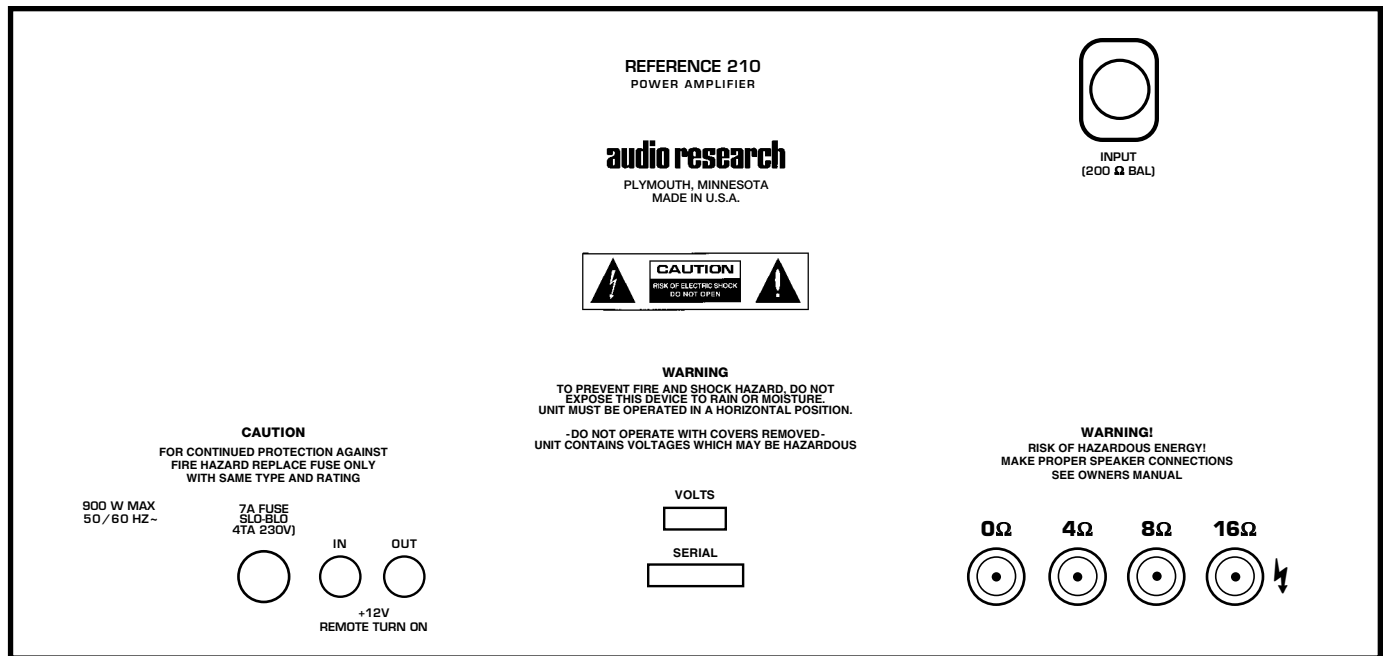 REFERENCE 210
POWER AMPLIFIER
audio research
PLYMOUTH, MINNESOTA
MADE IN U.S.A.
INPUT
(200 Ω BAL)
CAUTION
RISK OF ELECTRIC SHOCK
DO NOT OPEN
WARNING
TO PREVENT FIRE AND SHOCK HAZARD, DO NOT
EXPOSE THIS DEVICE TO RAIN OR MOISTURE.
UNIT MUST BE OPERATED IN A HORIZONTAL POSITION.
-DO NOT OPERATE WITH COVERS REMOVED-
UNIT CONTAINS VOLTAGES WHICH MAY BE HAZARDOUS
CAUTION
FOR CONTINUED PROTECTION AGAINST
FIRE HAZARD REPLACE FUSE ONLY
WITH SAME TYPE AND RATING
900 W MAX
50/60 HZ~
7A FUSE
SLO-BLO
4TA 230V)
IN
OUT
+12V
REMOTE TURN ON
VOLTS
SERIAL
WARNING!
RISK OF HAZARDOUS ENERGY!
MAKE PROPER SPEAKER CONNECTIONS
SEE OWNERS MANUAL
0Ω
4Ω
8Ω
16Ω